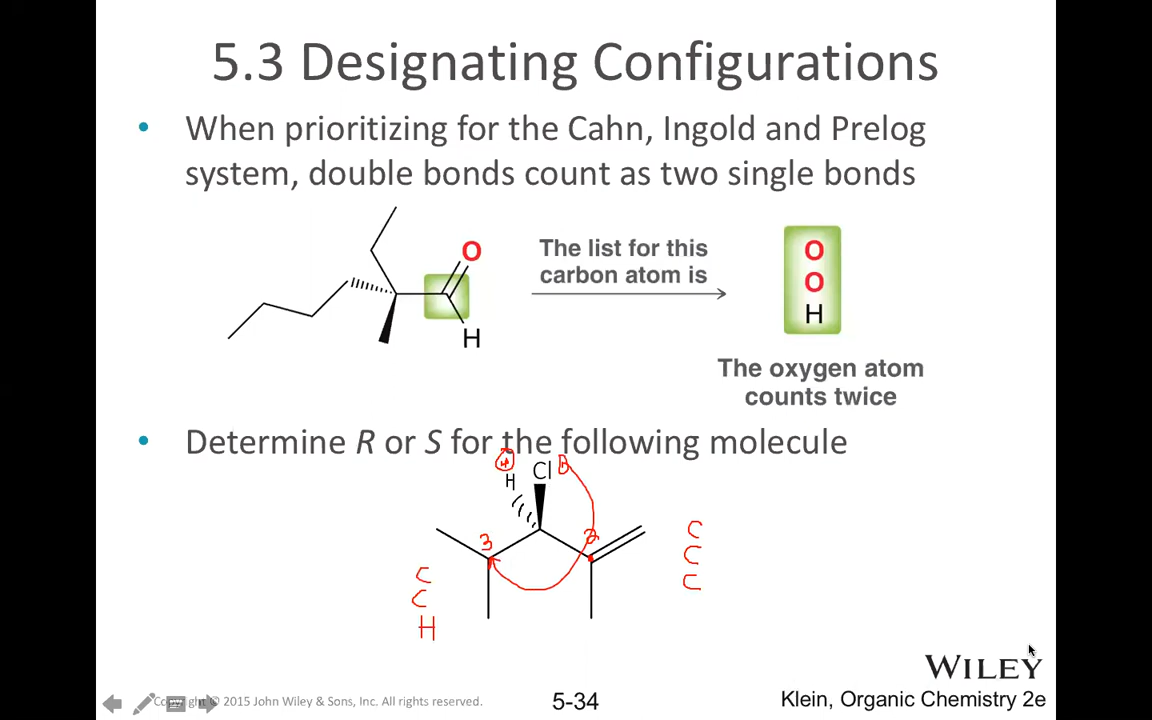 5.3 Designating Configurations
• When prioritizing for the Cahn, Ingold and Prelog
system, double bonds count as two single bonds
O
H
The list for this
carbon atom is
O
O
H
The oxygen atom
counts twice
• Determine R or S for the following molecule
4
H
Cl
1
3
2
C
C
H
C
C
C
WILEY
Copyright © 2015 John Wiley & Sons, Inc. All rights reserved.
5-34
Klein, Organic Chemistry 2e